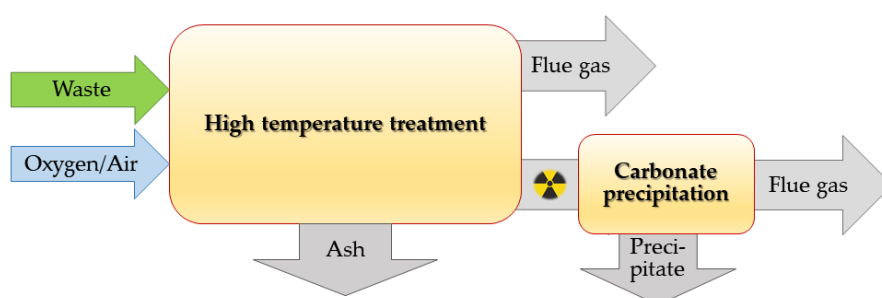 Waste
Oxygen/Air
High temperature treatment
Flue gas
Ash
Carbonate
precipitation
Flue gas
Preci-
pitate